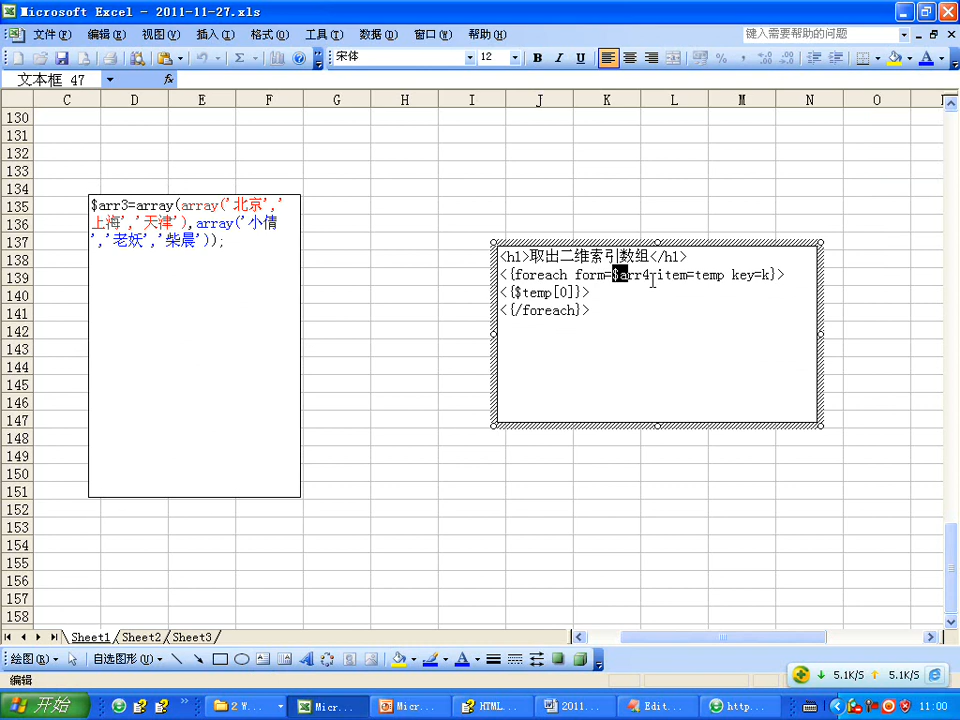 Microsoft Excel - 2011-11-27.xls
文件(F) 编辑(E) 视图(V) 插入(I) 格式(O) 工具(T) 数据(D) 窗口(W) 帮助(H) 键入需要帮助的问题
宋体 12 B I U
文本框 47 fx
C D E F G H I J K L M N O
130
131
132
133
134
135
136
137
138
139
140
141
142
143
144
145
146
147
148
149
150
151
152
153
154
155
156
157
158
$arr3=array(array('北京','
上海','天津'),array('小倩
','老妖','柴晨'));
<h1>取出二维索引数组</h1>
<{foreach form=$arr4 item=temp key=k}>
<{$temp[0]}>
<{/foreach}>
Sheet1 Sheet2 Sheet3
绘图(R) 自选图形(U)
编辑
5.1K/S 5.1K/S
开始 2 W... Micr... Micr... HTML... 2011... Edit... http... 11:00